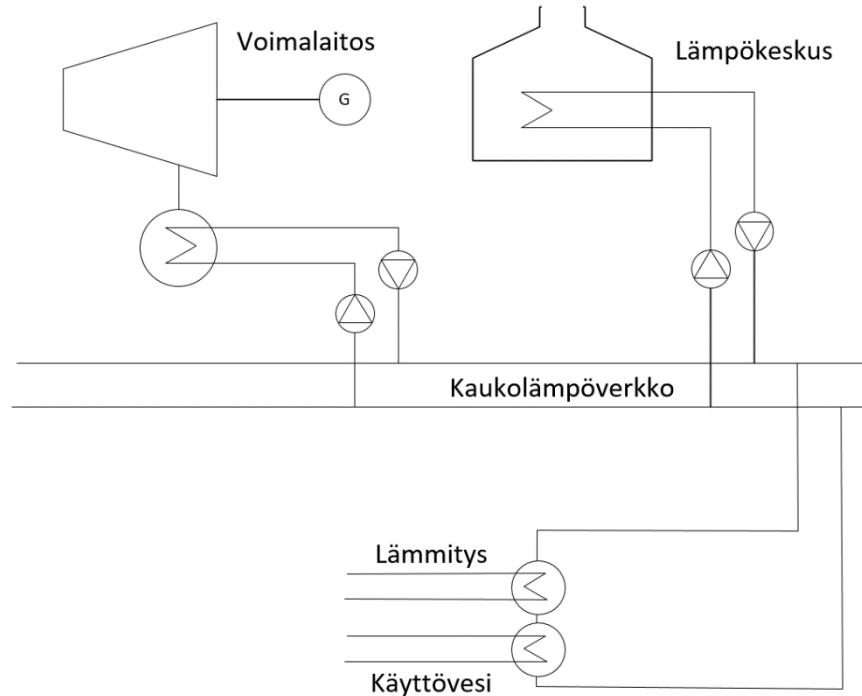 Voimalaitos
Lämpökeskus
G
Kaukolämpöverkko
Lämmitys
Käyttövesi